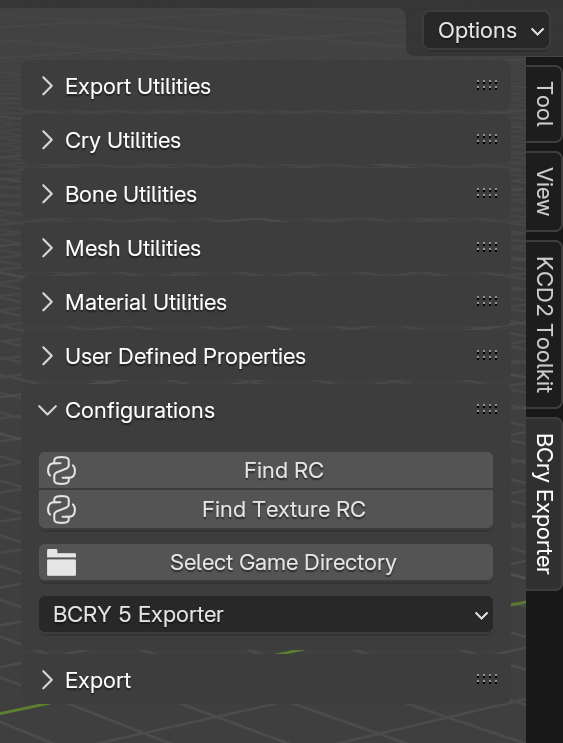 Options
Export Utilities
Cry Utilities
Bone Utilities
Mesh Utilities
Material Utilities
User Defined Properties
Configurations
Find RC
Find Texture RC
Select Game Directory
BCRY 5 Exporter
Export
Tool
View
KCD2 Toolkit
BCry Exporter